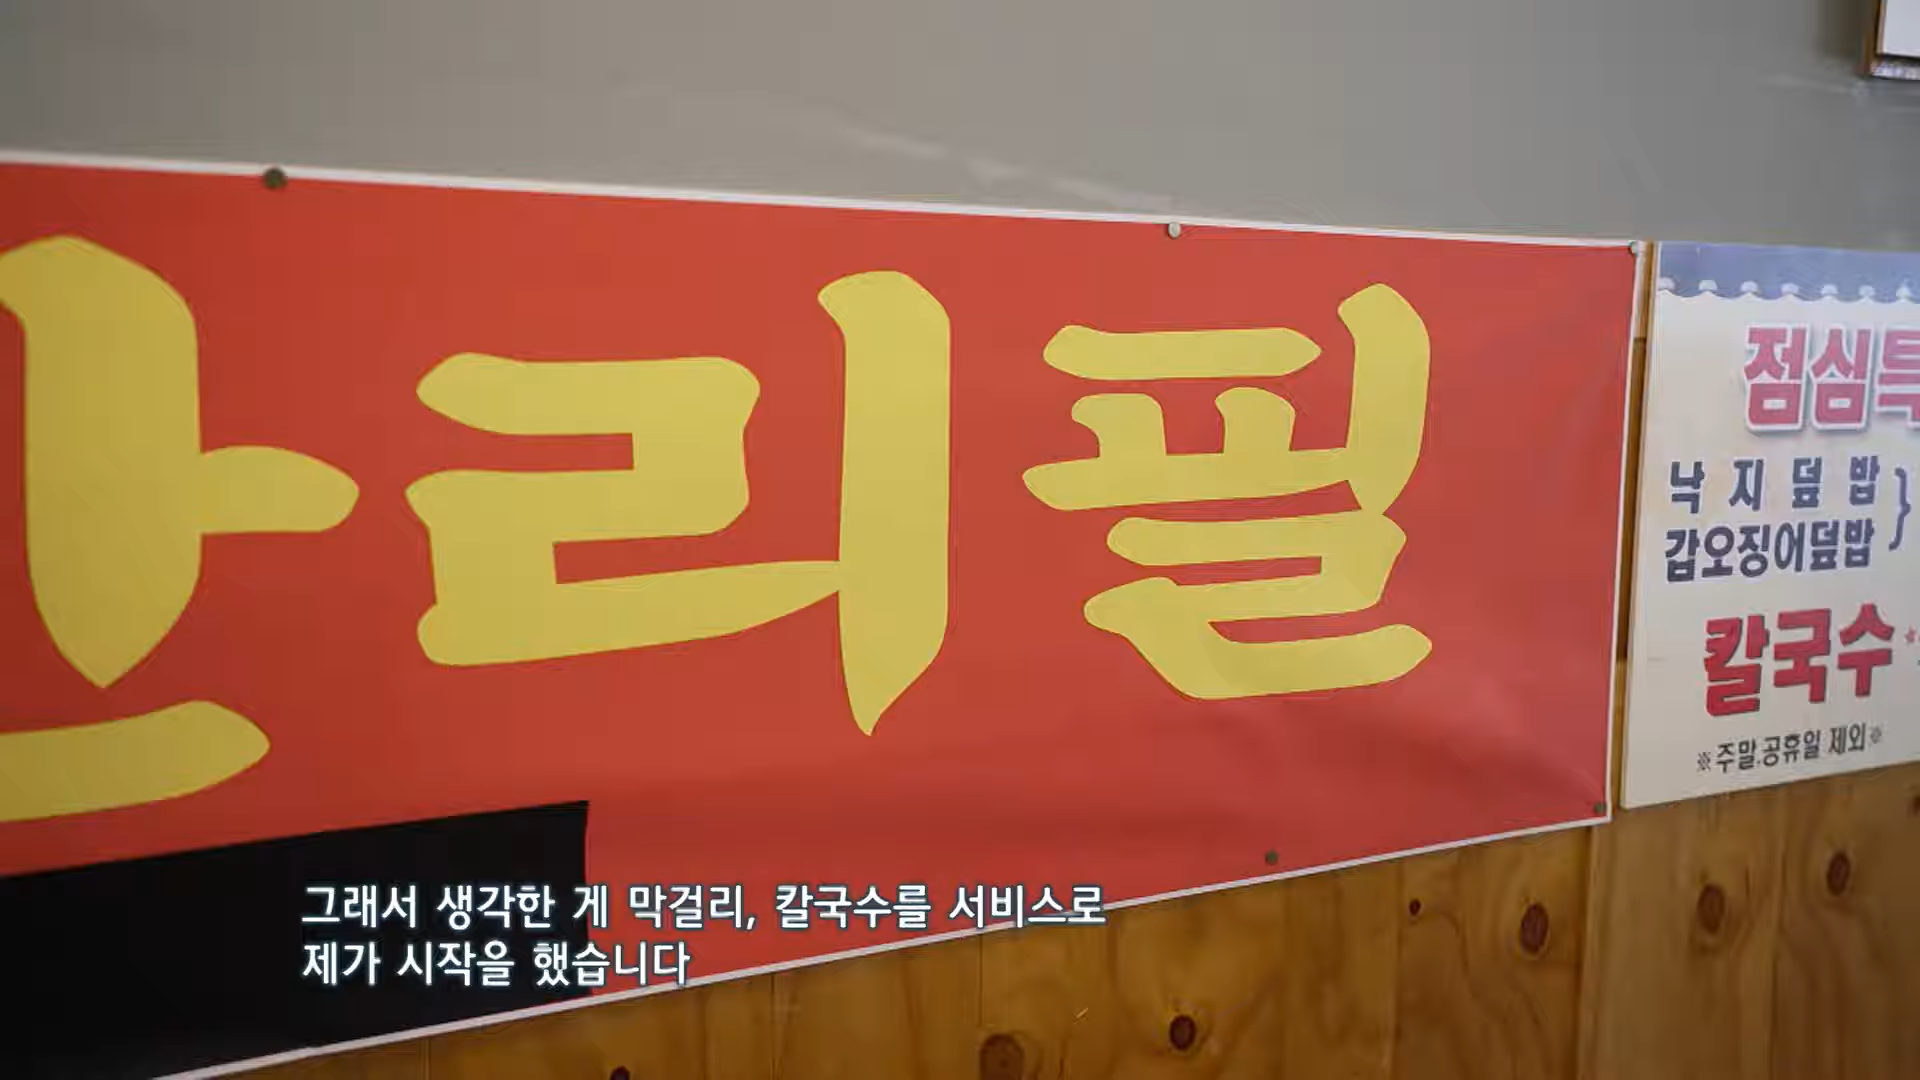 리필
점심특
낙지덮밥
갑오징어덮밥
칼국수
※주말.공휴일 제외※
그래서 생각한 게 막걸리, 칼국수를 서비스로
제가 시작을 했습니다